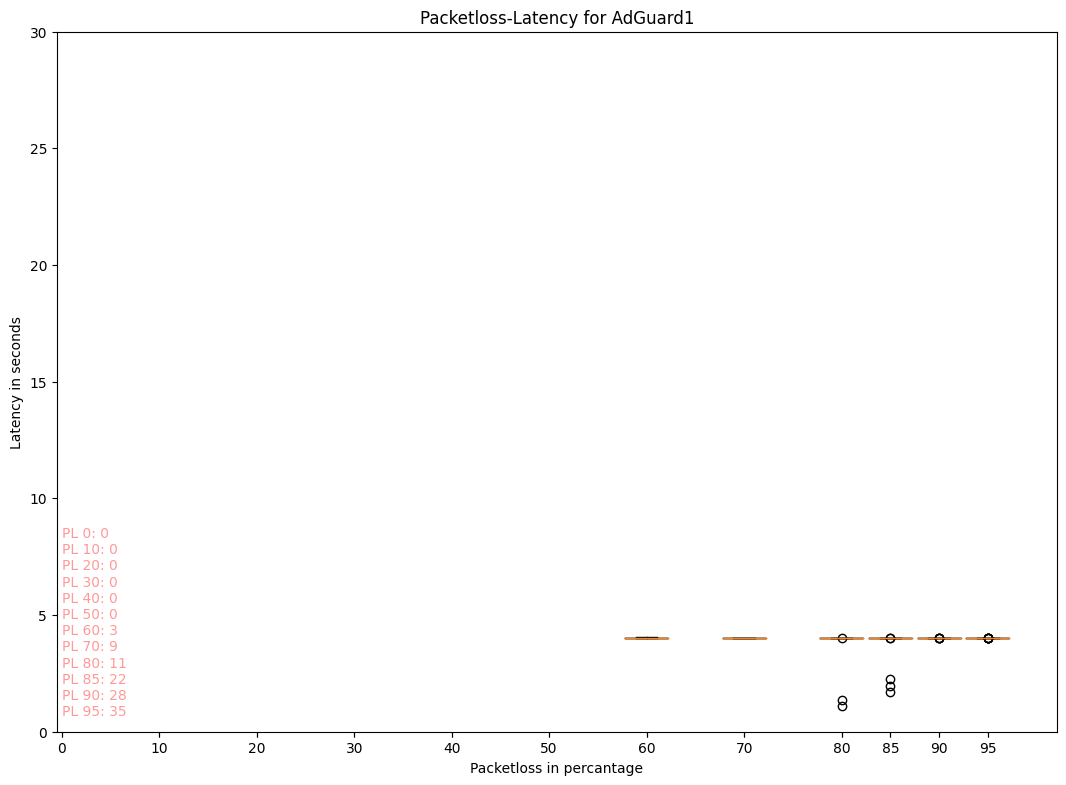 Packetloss-Latency for AdGuard1
30
25
20
15
10
5
0
Latency in seconds
PL 0: 0
PL 10: 0
PL 20: 0
PL 30: 0
PL 40: 0
PL 50: 0
PL 60: 3
PL 70: 9
PL 80: 11
PL 85: 22
PL 90: 28
PL 95: 35
0 10 20 30 40 50 60 70 80 85 90 95
Packetloss in percantage